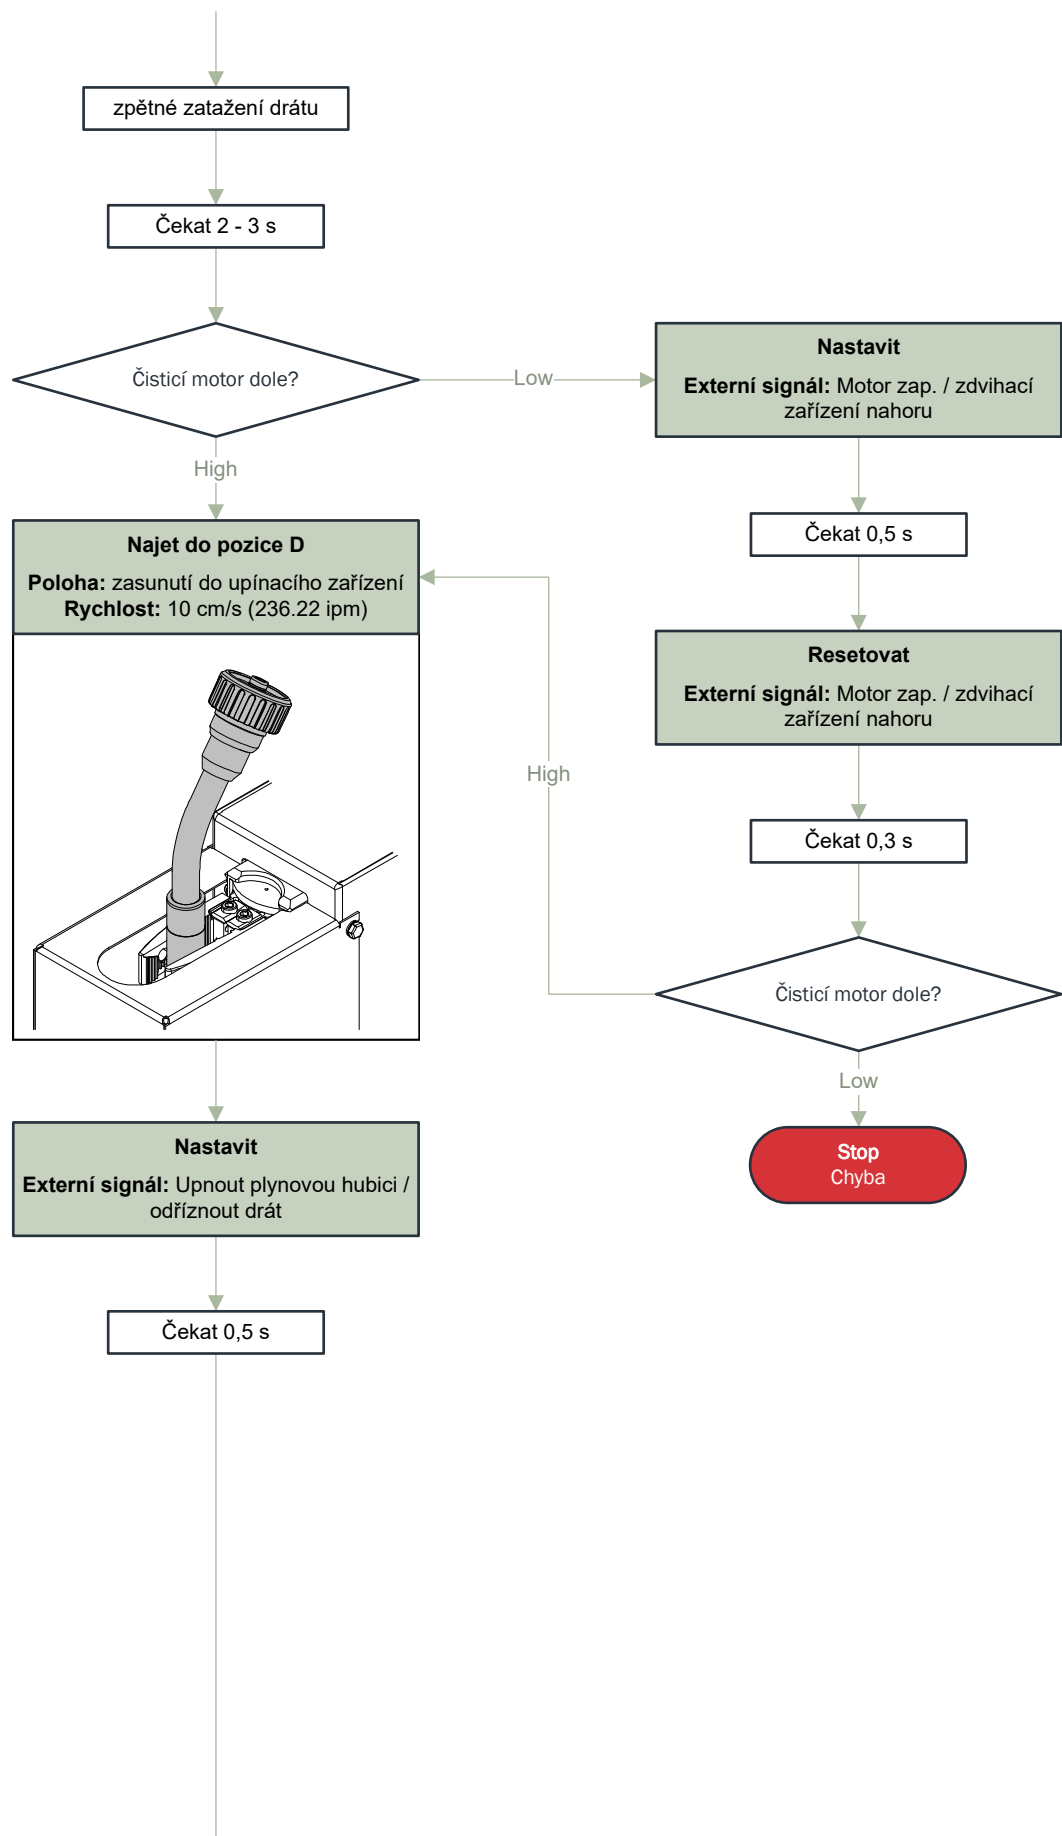 zpětné zatažení drátu
Čekat 2 - 3 s
Čisticí motor dole?
Low
High
Nastavit
Externí signál: Motor zap. / zdvihací
zařízení nahoru
Čekat 0,5 s
Resetovat
Externí signál: Motor zap. / zdvihací
zařízení nahoru
Čekat 0,3 s
Čisticí motor dole?
High
Low
Stop
Chyba
Najet do pozice D
Poloha: zasunutí do upínacího zařízení
Rychlost: 10 cm/s (236.22 ipm)
Nastavit
Externí signál: Upnout plynovou hubici /
odříznout drát
Čekat 0,5 s